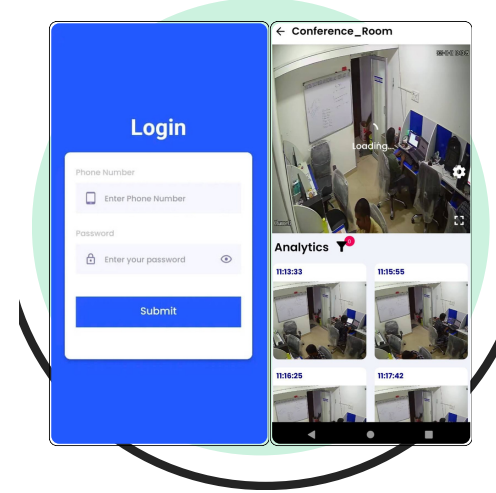 Login
Phone Number
Enter Phone Number
Password
Enter your password
Submit
← Conference_Room
Loading...
Analytics
0
11:13:33
11:15:55
11:16:25
11:17:42